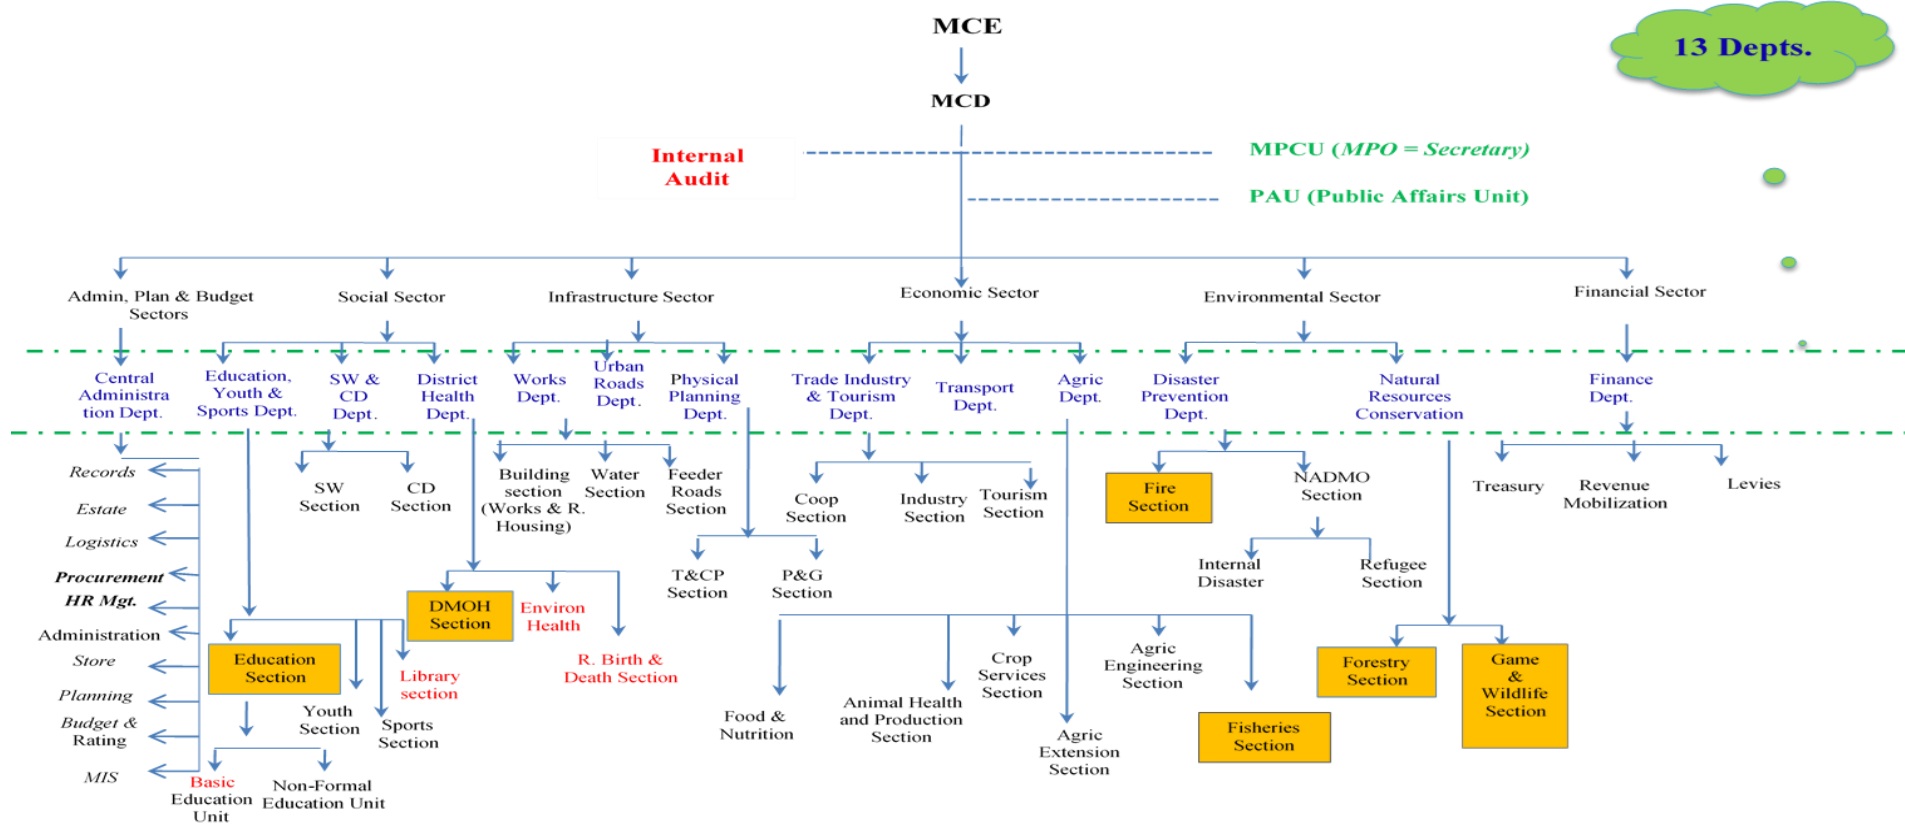 MCE
13 Depts.
MCD
Internal
Audit
MPCU (MPO = Secretary)
PAU (Public Affairs Unit)
Admin, Plan & Budget
Sectors
Social Sector
Infrastructure Sector
Economic Sector
Environmental Sector
Financial Sector
Central
Administra
tion Dept.
Education,
Youth &
Sports Dept.
SW &
CD
Dept.
District
Health
Dept.
Works
Dept.
Urban
Roads
Dept.
Physical
Planning
Dept.
Trade Industry
& Tourism
Dept.
Transport
Dept.
Agric
Dept.
Disaster
Prevention
Dept.
Natural
Resources
Conservation
Finance
Dept.
Records
Estate
Logistics
Procurement
HR Mgt.
Administration
Store
Planning
Budget &
Rating
MIS
SW
Section
CD
Section
Building
section
(Works & R.
Housing)
Water
Section
Feeder
Roads
Section
Coop
Section
Industry
Section
Tourism
Section
Fire
Section
NADMO
Section
Treasury
Revenue
Mobilization
Levies
T&CP
Section
P&G
Section
Internal
Disaster
Refugee
Section
DMOH
Section
Environ
Health
R. Birth &
Death Section
Education
Section
Youth
Section
Sports
Section
Library
section
Basic
Education
Unit
Non-Formal
Education Unit
Food &
Nutrition
Animal Health
and Production
Section
Crop
Services
Section
Agric
Extension
Section
Agric
Engineering
Section
Fisheries
Section
Forestry
Section
Game
&
Wildlife
Section